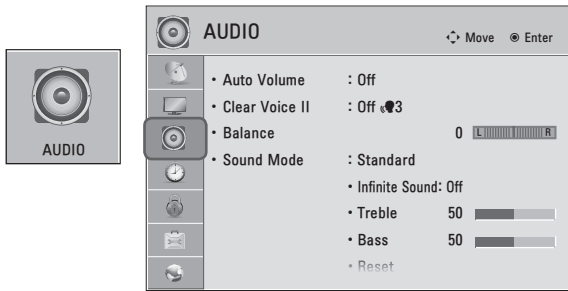 AUDIO
AUDIO
Move Enter
• Auto Volume : Off
• Clear Voice II : Off 3
• Balance 0 L R
• Sound Mode : Standard
• Infinite Sound: Off
• Treble 50
• Bass 50
• Reset